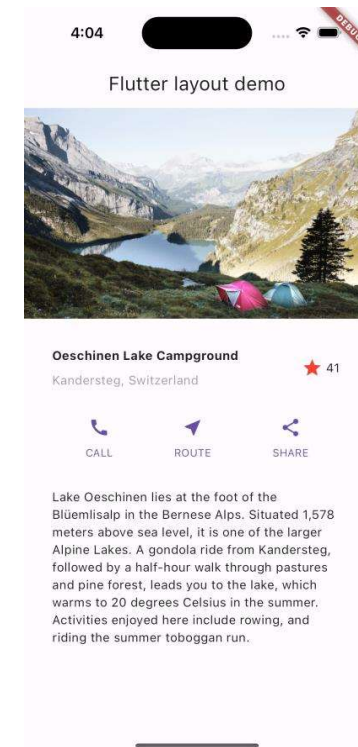 4:04
DEBUG
Flutter layout demo
Oeschinen Lake Campground
Kandersteg, Switzerland
41
CALL
ROUTE
SHARE
Lake Oeschinen lies at the foot of the
Blüemlisalp in the Bernese Alps. Situated 1,578
meters above sea level, it is one of the larger
Alpine Lakes. A gondola ride from Kandersteg,
followed by a half-hour walk through pastures
and pine forest, leads you to the lake, which
warms to 20 degrees Celsius in the summer.
Activities enjoyed here include rowing, and
riding the summer toboggan run.